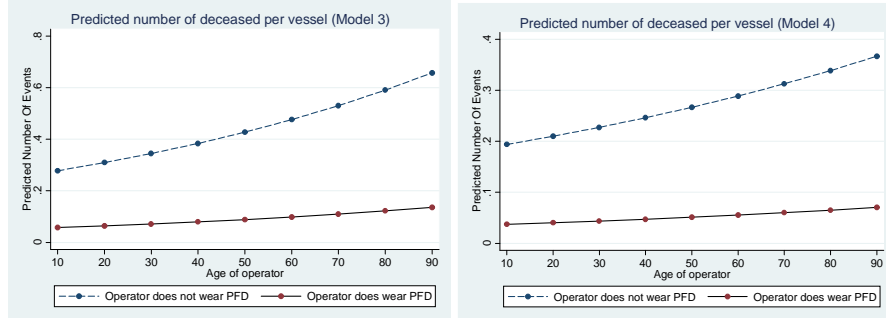 Predicted number of deceased per vessel (Model 3)
Predicted Number Of Events
.8
.6
.4
.2
0
10 20 30 40 50 60 70 80 90
Age of operator
Operator does not wear PFD Operator does wear PFD
Predicted number of deceased per vessel (Model 4)
Predicted Number Of Events
.4
.3
.2
.1
0
10 20 30 40 50 60 70 80 90
Age of operator
Operator does not wear PFD Operator does wear PFD